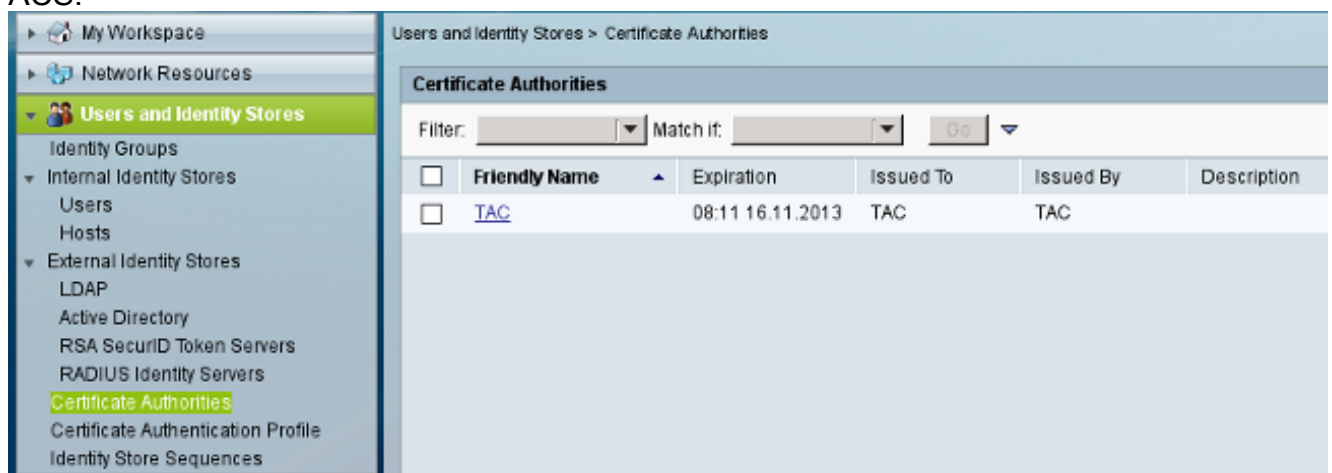 ACS.
My Workspace
Network Resources
Users and Identity Stores
Identity Groups
Internal Identity Stores
Users
Hosts
External Identity Stores
LDAP
Active Directory
RSA SecurID Token Servers
RADIUS Identity Servers
Certificate Authorities
Certificate Authentication Profile
Identity Store Sequences
Users and Identity Stores > Certificate Authorities
Certificate Authorities
Filter: Match if: Go
Friendly Name Expiration Issued To Issued By Description
TAC 08:11 16.11.2013 TAC TAC